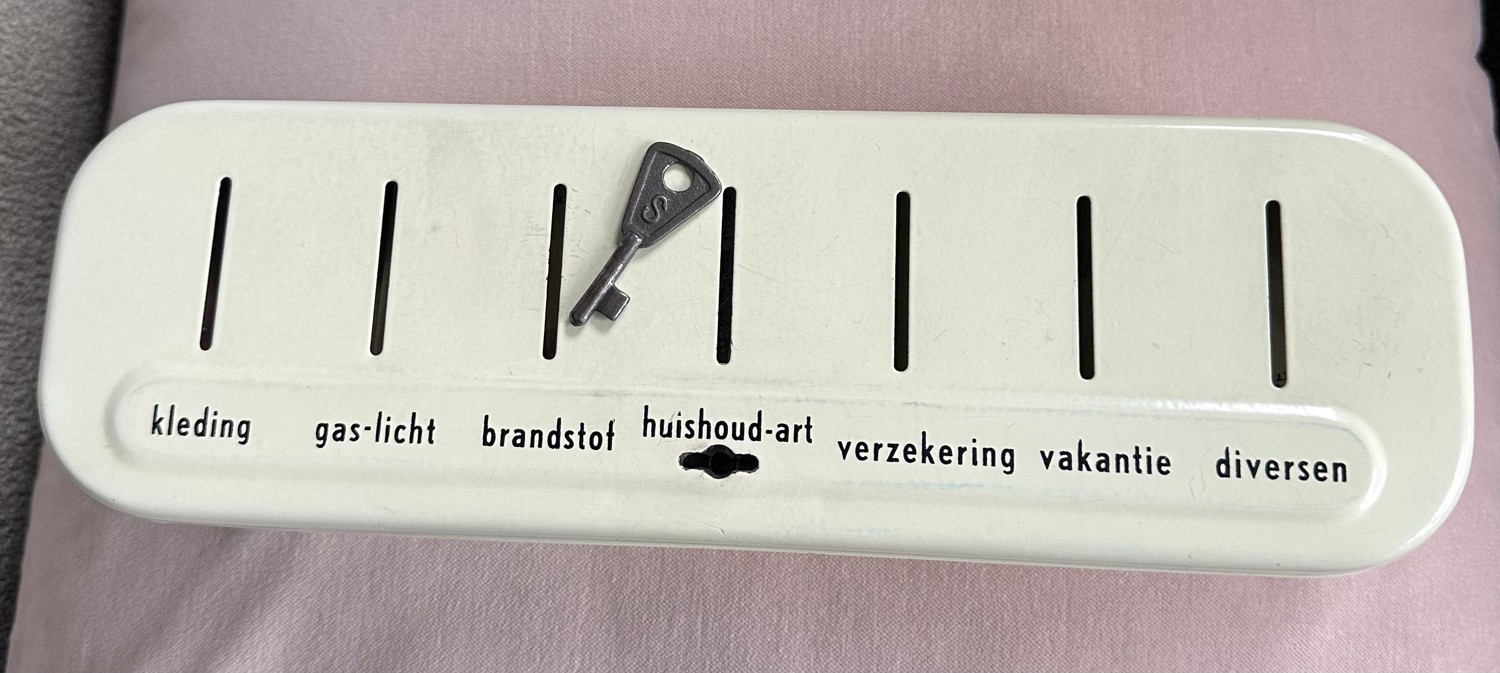 S
kleding gas-licht brandstof huishoud-art verzekering vakantie diversen